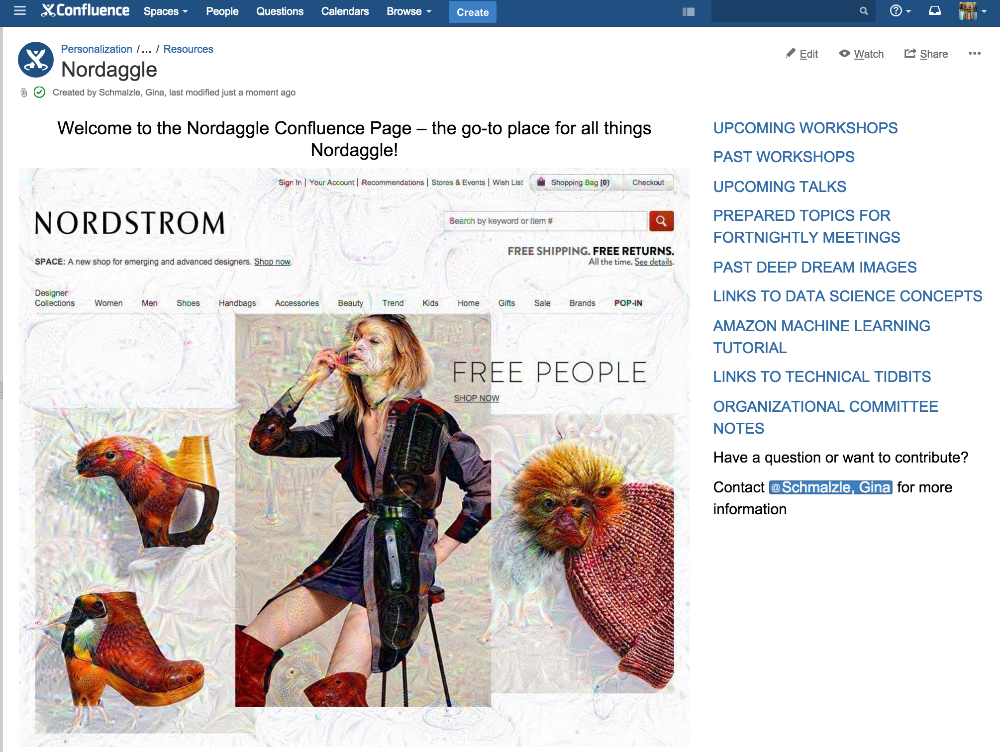 Confluence Spaces People Questions Calendars Browse Create
Personalization /... / Resources
Nordaggle
Edit Watch Share
Created by Schmalzle, Gina, last modified just a moment ago
Welcome to the Nordaggle Confluence Page – the go-to place for all things
Nordaggle!
Sign In | Your Account | Recommendations | Stores & Events | Wish List Shopping Bag [0] Checkout
NORDSTROM
Search by keyword or item #
FREE SHIPPING. FREE RETURNS.
All the time. See details.
SPACE: A new shop for emerging and advanced designers. Shop now.
Designer
Collections Women Men Shoes Handbags Accessories Beauty Trend Kids Home Gifts Sale Brands POP-IN
FREE PEOPLE
SHOP NOW
UPCOMING WORKSHOPS
PAST WORKSHOPS
UPCOMING TALKS
PREPARED TOPICS FOR
FORTNIGHTLY MEETINGS
PAST DEEP DREAM IMAGES
LINKS TO DATA SCIENCE CONCEPTS
AMAZON MACHINE LEARNING
TUTORIAL
LINKS TO TECHNICAL TIDBITS
ORGANIZATIONAL COMMITTEE
NOTES
Have a question or want to contribute?
Contact @Schmalzle, Gina for more
information